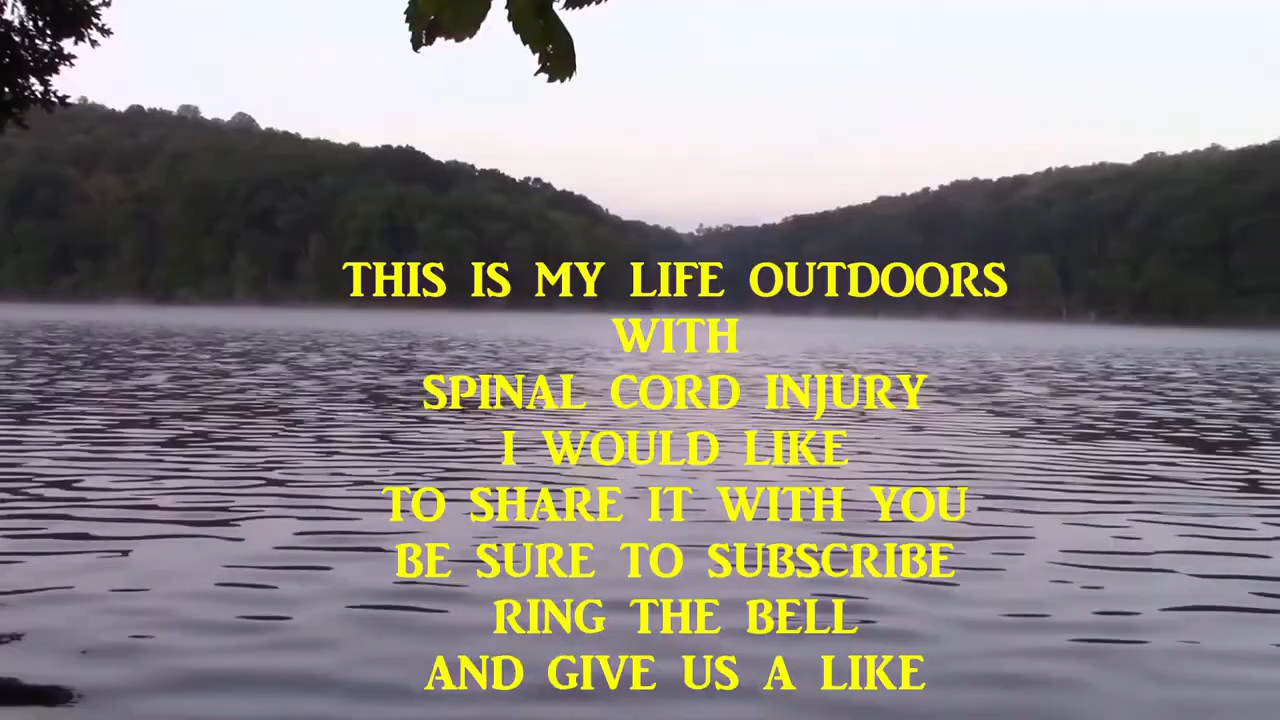 THIS IS MY LIFE OUTDOORS
WITH
SPINAL CORD INJURY
I WOULD LIKE
TO SHARE IT WITH YOU
BE SURE TO SUBSCRIBE
RING THE BELL
AND GIVE US A LIKE